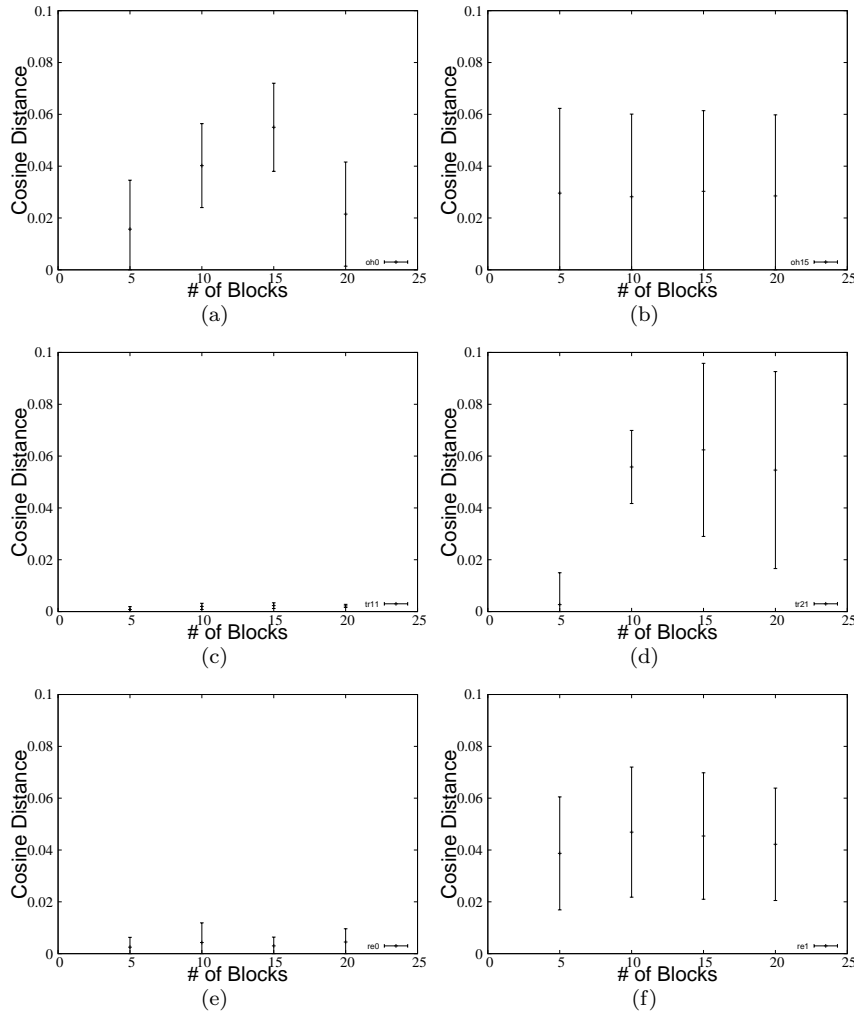 0.1
0.08
0.06
0.04
0.02
0
0 5 10 15 20 25
Cosine Distance
# of Blocks
oh0
(a)
0.1
0.08
0.06
0.04
0.02
0
0 5 10 15 20 25
Cosine Distance
# of Blocks
oh15
(b)
0.1
0.08
0.06
0.04
0.02
0
0 5 10 15 20 25
Cosine Distance
# of Blocks
tr11
(c)
0.1
0.08
0.06
0.04
0.02
0
0 5 10 15 20 25
Cosine Distance
# of Blocks
tr21
(d)
0.1
0.08
0.06
0.04
0.02
0
0 5 10 15 20 25
Cosine Distance
# of Blocks
re0
(e)
0.1
0.08
0.06
0.04
0.02
0
0 5 10 15 20 25
Cosine Distance
# of Blocks
re1
(f)